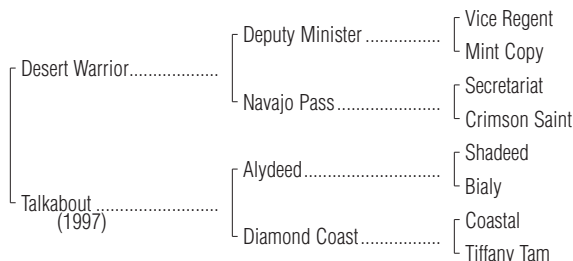 Vice Regent
Deputy Minister ................
Mint Copy
Desert Warrior...................
Secretariat
Navajo Pass......................
Crimson Saint
Shadeed
Alydeed.............................
Bialy
Talkabout ..........................
(1997)
Coastal
Diamond Coast.................
Tiffany Tam